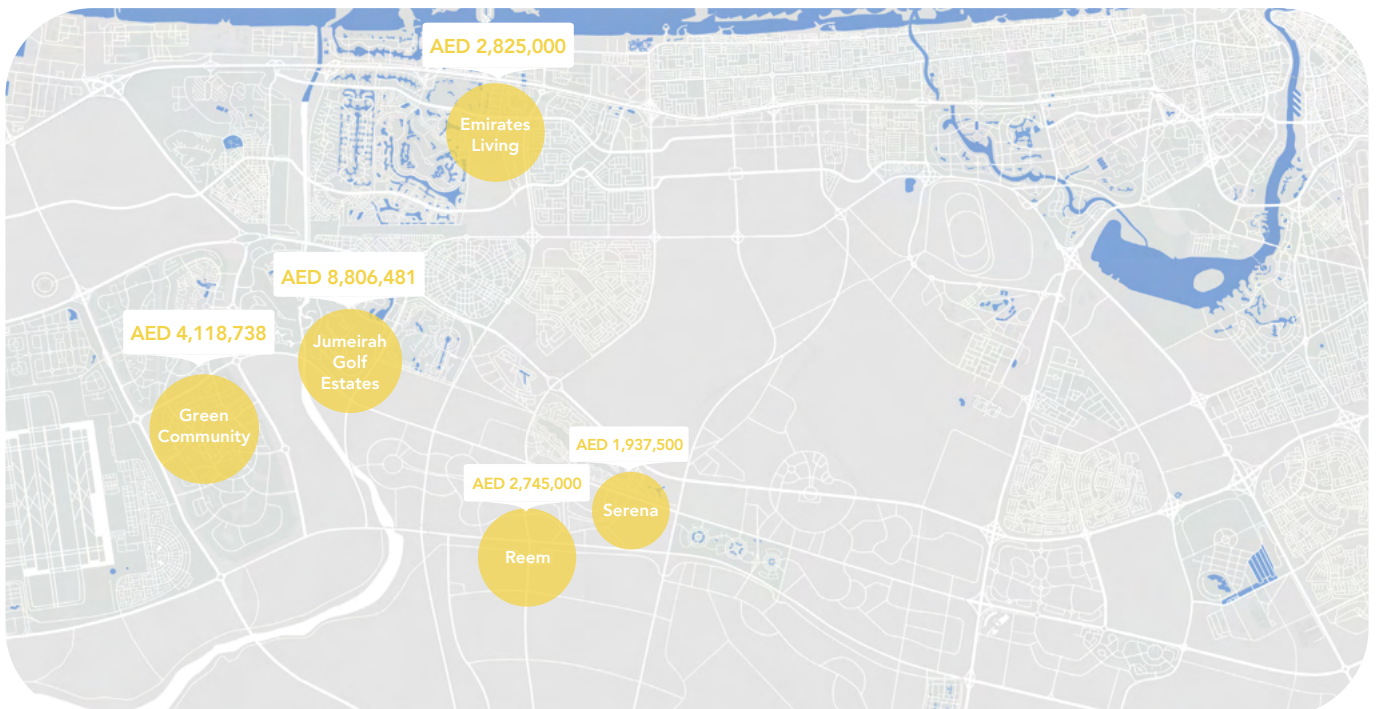 AED 2,825,000
Emirates
Living
AED 8,806,481
Jumeirah
Golf
Estates
AED 4,118,738
Green
Community
AED 1,937,500
Serena
AED 2,745,000
Reem